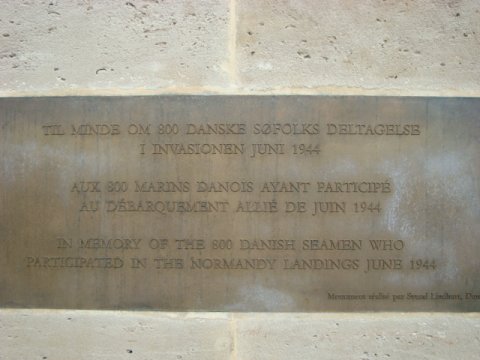 TIL MINDE OM 800 DANSKE SØFOLKS DELTAGELSE
I INVASIONEN JUNI 1944
AUX 800 MARINS DANOIS AYANT PARTICIPÉ
AU DÉBARQUEMENT ALLIÉ DE JUIN 1944
IN MEMORY OF THE 800 DANISH SEAMEN WHO
PARTICIPATED IN THE NORMANDY LANDINGS JUNE 1944
Monument réalisé par Svend